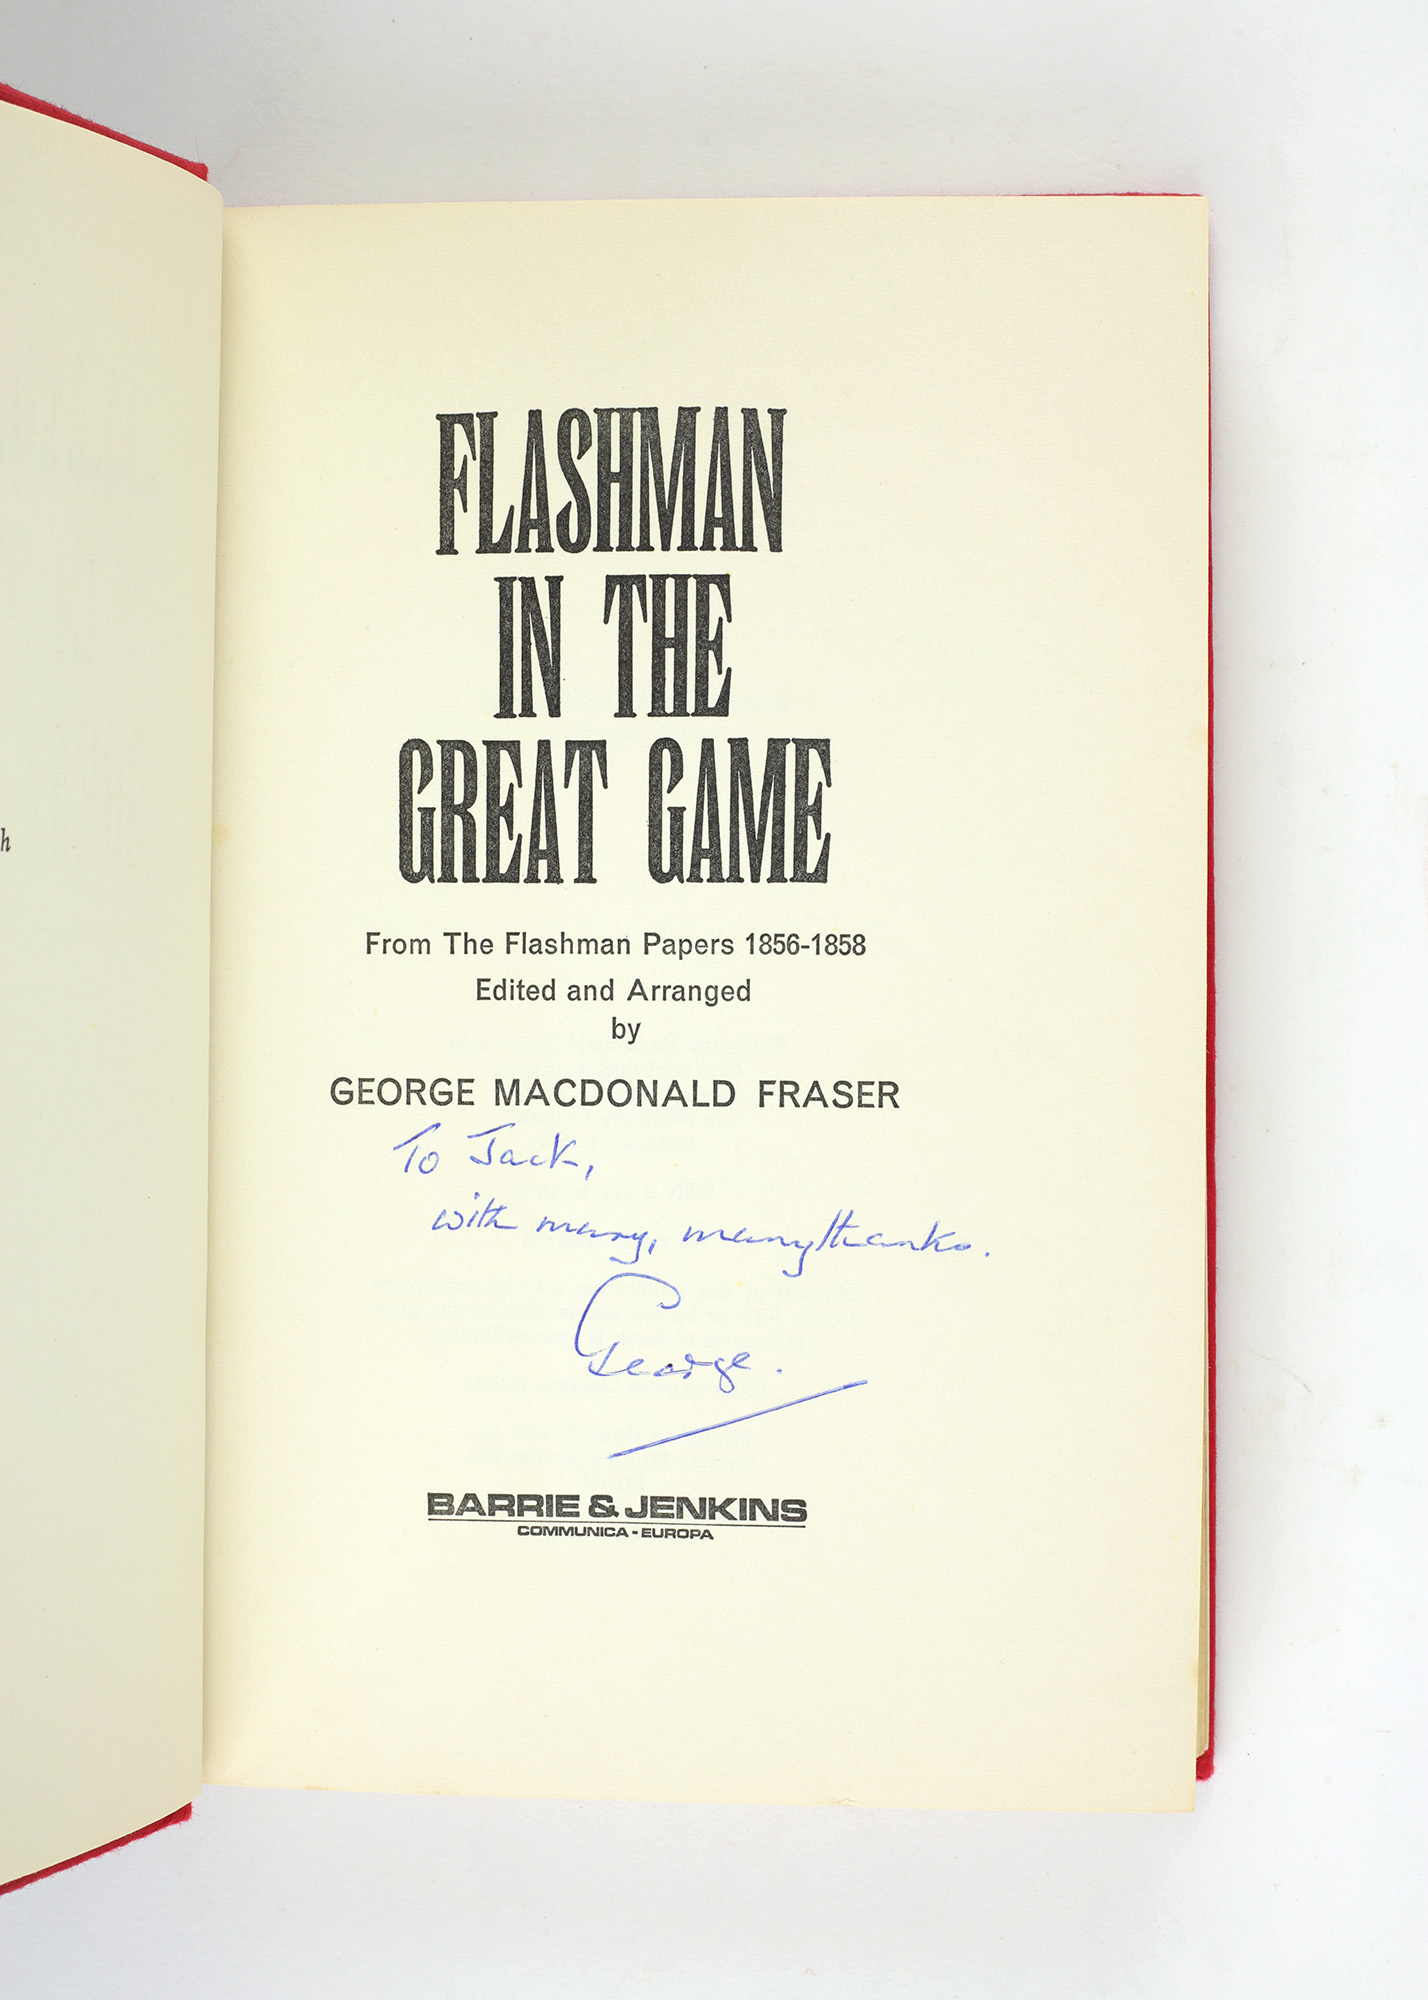 h
FLASHMAN
IN THE
GREAT GAME
From The Flashman Papers 1856-1858
Edited and Arranged
by
GEORGE MACDONALD FRASER
To Jack,
with many, many thanks.
George.
BARRIE & JENKINS
COMMUNICA - EUROPA